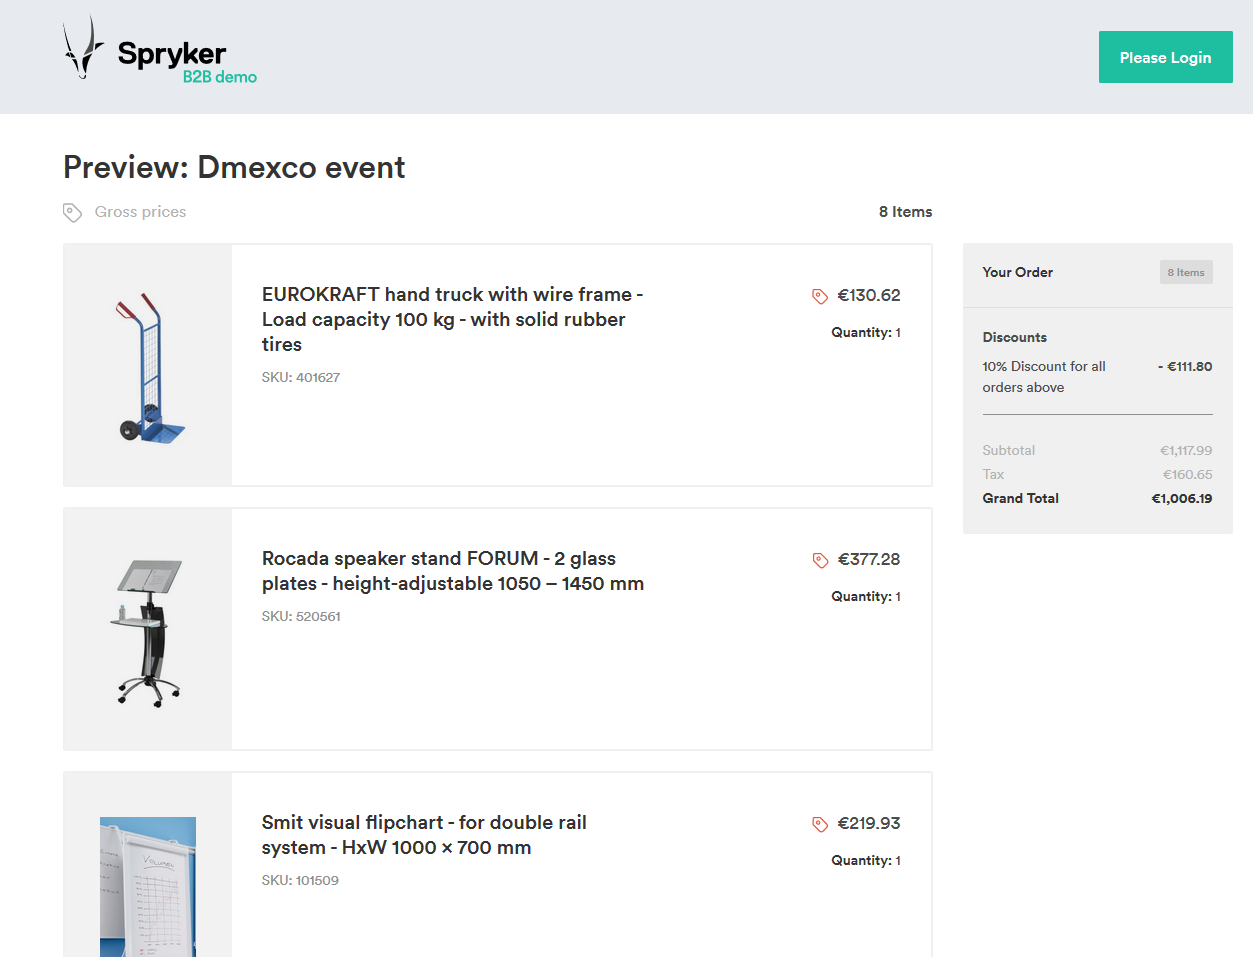 Spryker
B2B demo
Please Login
Preview: Dmexco event
Gross prices
8 Items
EUROKRAFT hand truck with wire frame -
Load capacity 100 kg - with solid rubber
tires
SKU: 401627
€130.62
Quantity: 1
Your Order
8 Items
Discounts
10% Discount for all
orders above
- €111.80
Subtotal €1,117.99
Tax €160.65
Grand Total €1,006.19
Rocada speaker stand FORUM - 2 glass
plates - height-adjustable 1050 – 1450 mm
SKU: 520561
€377.28
Quantity: 1
Smit visual flipchart - for double rail
system - HxW 1000 × 700 mm
SKU: 101509
€219.93
Quantity: 1